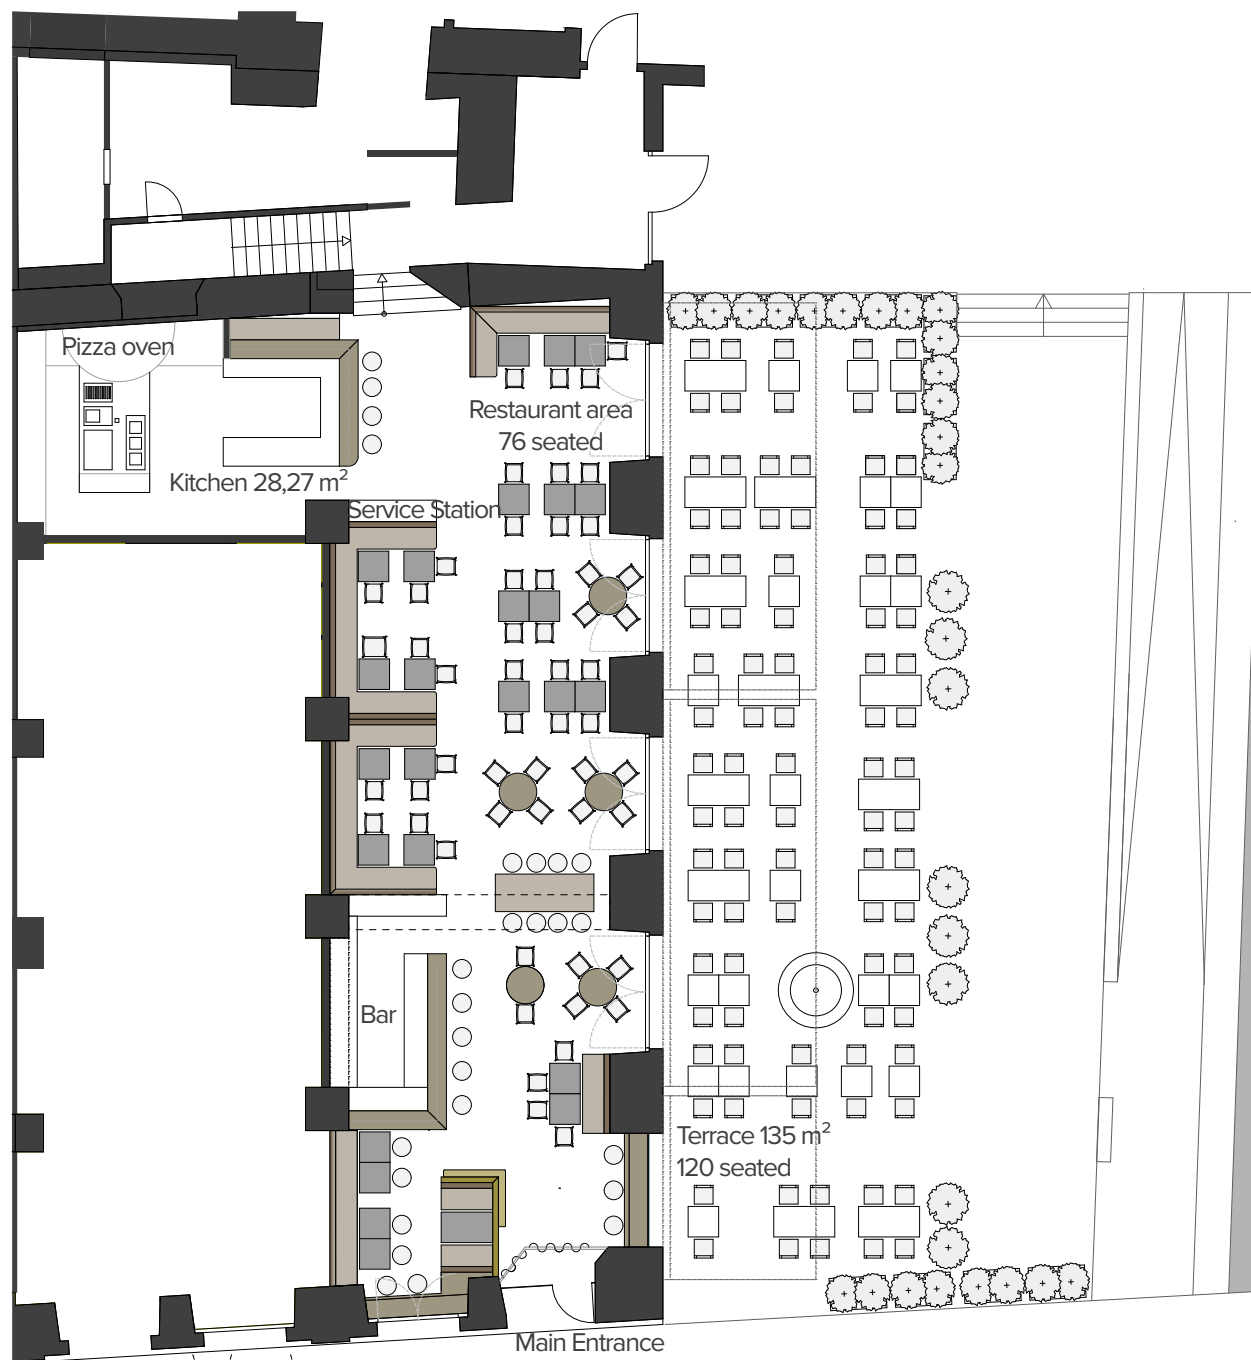 Pizza oven
Restaurant area
76 seated
Kitchen 28,27 m²
Service Station
Bar
Terrace 135 m²
120 seated
Main Entrance